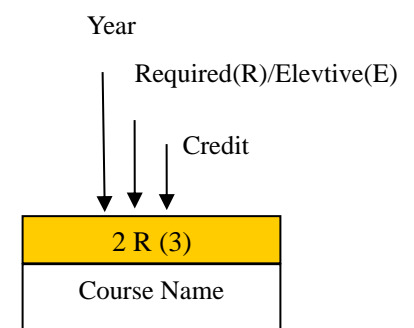 Year
Required(R)/Elevtive(E)
Credit
2 R (3)
Course Name